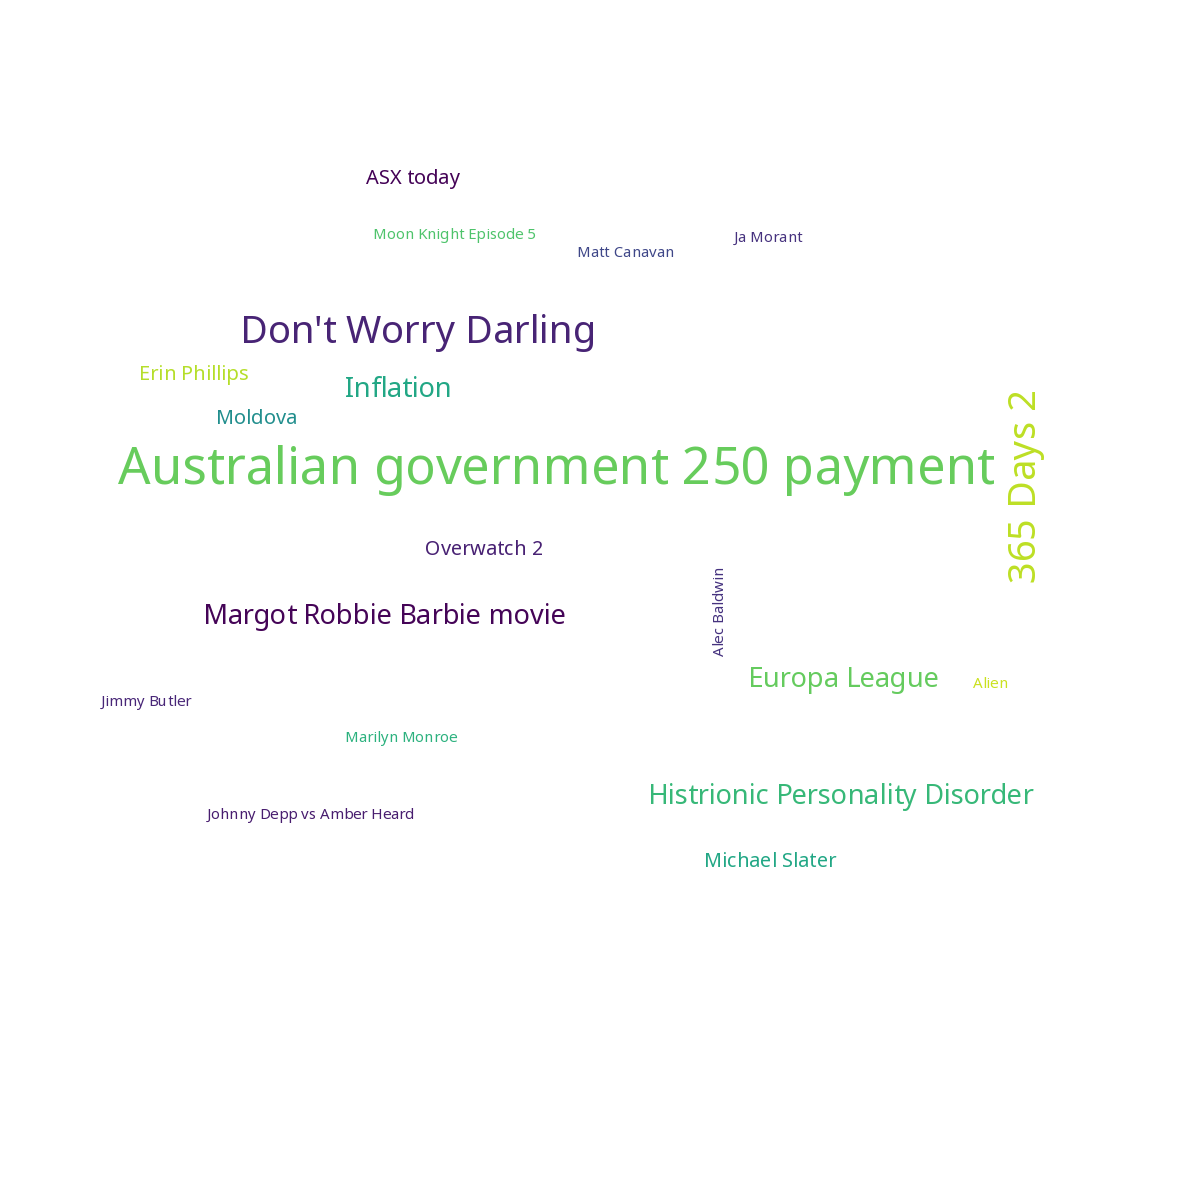 ASX today
Moon Knight Episode 5
Matt Canavan
Ja Morant
Don't Worry Darling
Erin Phillips
Inflation
Moldova
Australian government 250 payment
365 Days 2
Overwatch 2
Alec Baldwin
Margot Robbie Barbie movie
Europa League
Alien
Jimmy Butler
Marilyn Monroe
Histrionic Personality Disorder
Johnny Depp vs Amber Heard
Michael Slater